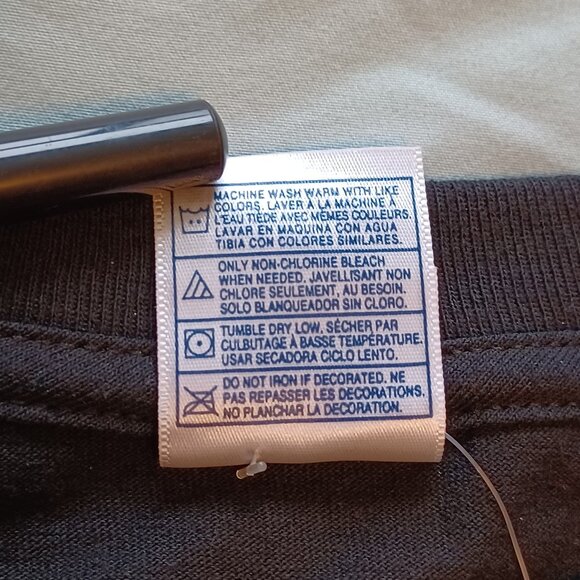 MACHINE WASH WARM WITH LIKE
COLORS. LAVER À LA MACHINE À
L'EAU TIÈDE AVEC MÊMES COULEURS.
LAVAR EN MAQUINA CON AGUA
TIBIA CON COLORES SIMILARES.
ONLY NON-CHLORINE BLEACH
WHEN NEEDED. JAVELLISANT NON
CHLORE SEULEMENT, AU BESOIN.
SOLO BLANQUEADOR SIN CLORO.
TUMBLE DRY LOW. SÉCHER PAR
CULBUTAGE À BASSE TEMPÉRATURE.
USAR SECADORA CICLO LENTO.
DO NOT IRON IF DECORATED. NE
PAS REPASSER LES DECORATIONS.
NO PLANCHAR LA DECORATION.